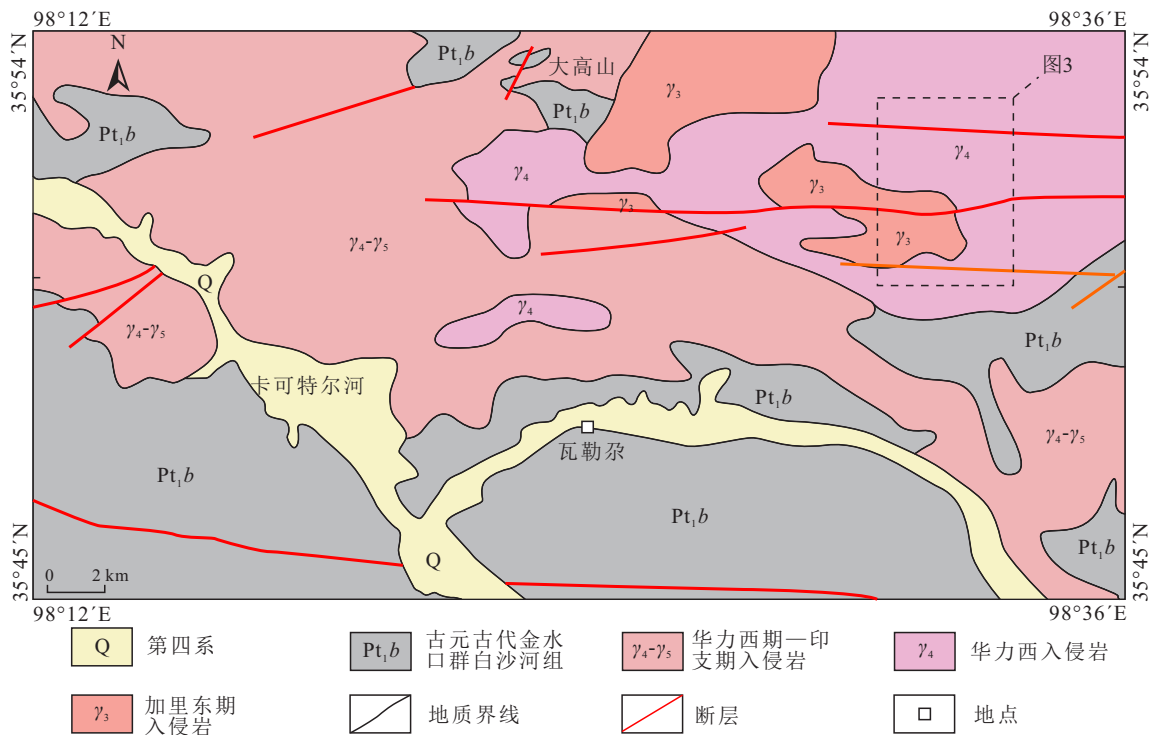 98°12′E
98°36′E
35°54′N
35°54′N
N
Pt₁b
大高山
图3
γ₃
Pt₁b
Pt₁b
γ₄
γ₄
γ₃
γ₃
γ₄-γ₅
γ₃
Q
γ₄
γ₄-γ₅
Pt₁b
卡可特尔河
Pt₁b
γ₄-γ₅
瓦勒尕
Pt₁b
Pt₁b
Pt₁b
Q
0 2 km
35°45′N
35°45′N
98°12′E
98°36′E
Q 第四系
Pt₁b 古元古代金水
口群白沙河组
γ₄-γ₅ 华力西期—印
支期入侵岩
γ₄ 华力西入侵岩
γ₃ 加里东期
入侵岩
地质界线
断层
地点